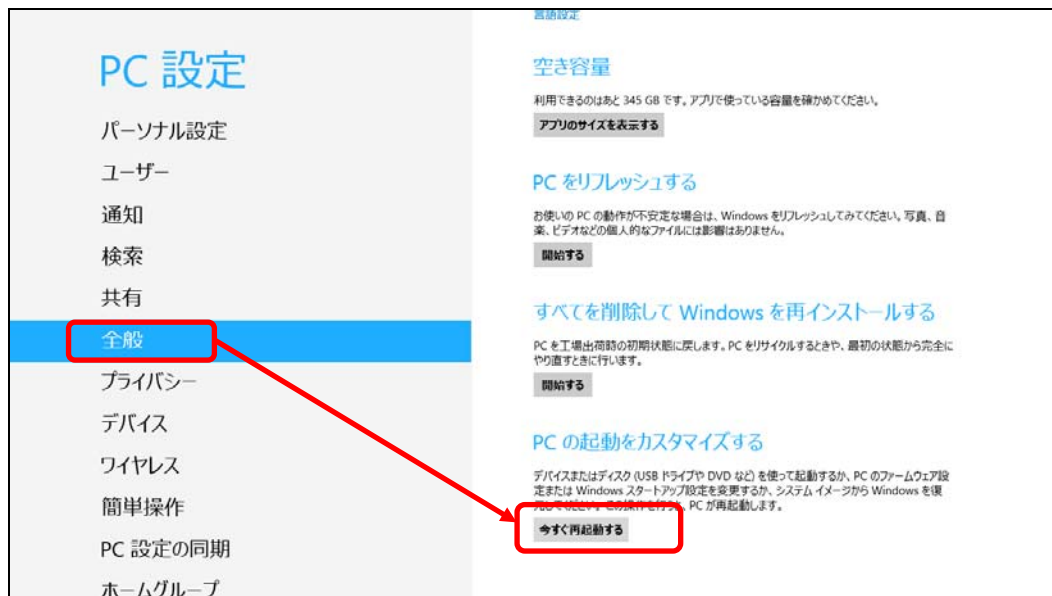 PC 設定
パーソナル設定
ユーザー
通知
検索
共有
全般
プライバシー
デバイス
ワイヤレス
簡単操作
PC 設定の同期
ホームグループ
言語設定
空き容量
利用できるのはあと 345 GB です。アプリで使っている容量を確かめてください。
アプリのサイズを表示する
PC をリフレッシュする
お使いの PC の動作が不安定な場合は、Windows をリフレッシュしてみてください。写真、音
楽、ビデオなどの個人的なファイルには影響はありません。
開始する
すべてを削除して Windows を再インストールする
PC を工場出荷時の初期状態に戻します。PC をリサイクルするときや、最初の状態から完全に
やり直すときに行います。
開始する
PC の起動をカスタマイズする
デバイスまたはディスク (USB ドライブや DVD など) を使って起動するか、PC のファームウェア設
定または Windows スタートアップ設定を変更するか、システム イメージから Windows を復
元してください。この操作を行うと、PC が再起動します。
今すぐ再起動する